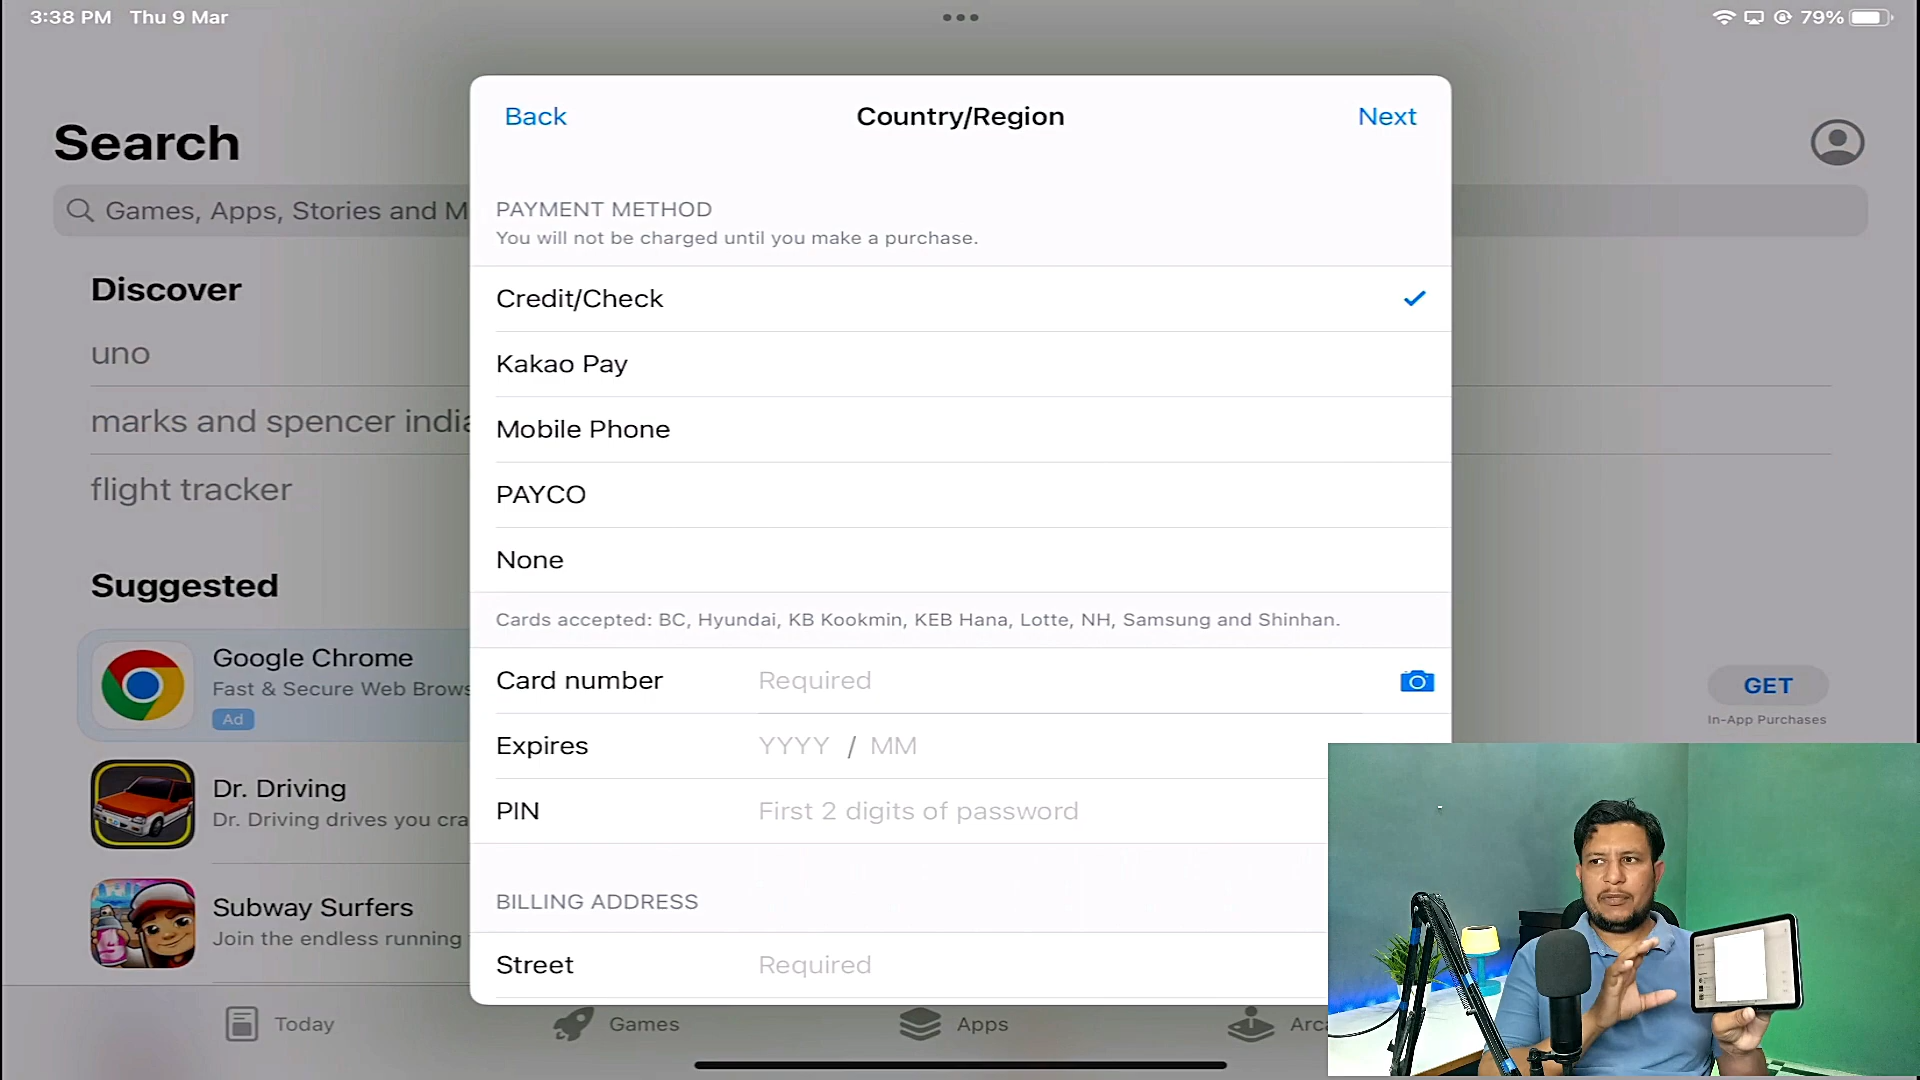 3:38 PM Thu 9 Mar
79%
Back
Country/Region
Next
Search
Games, Apps, Stories and M
PAYMENT METHOD
You will not be charged until you make a purchase.
Discover
uno
marks and spencer india
flight tracker
Credit/Check
Kakao Pay
Mobile Phone
PAYCO
None
Cards accepted: BC, Hyundai, KB Kookmin, KEB Hana, Lotte, NH, Samsung and Shinhan.
Card number Required
Expires YYYY / MM
PIN First 2 digits of password
BILLING ADDRESS
Street Required
Suggested
Google Chrome
Fast & Secure Web Brows
Ad
GET
In-App Purchases
Dr. Driving
Dr. Driving drives you cra
Subway Surfers
Join the endless running
Today
Games
Apps
Arc